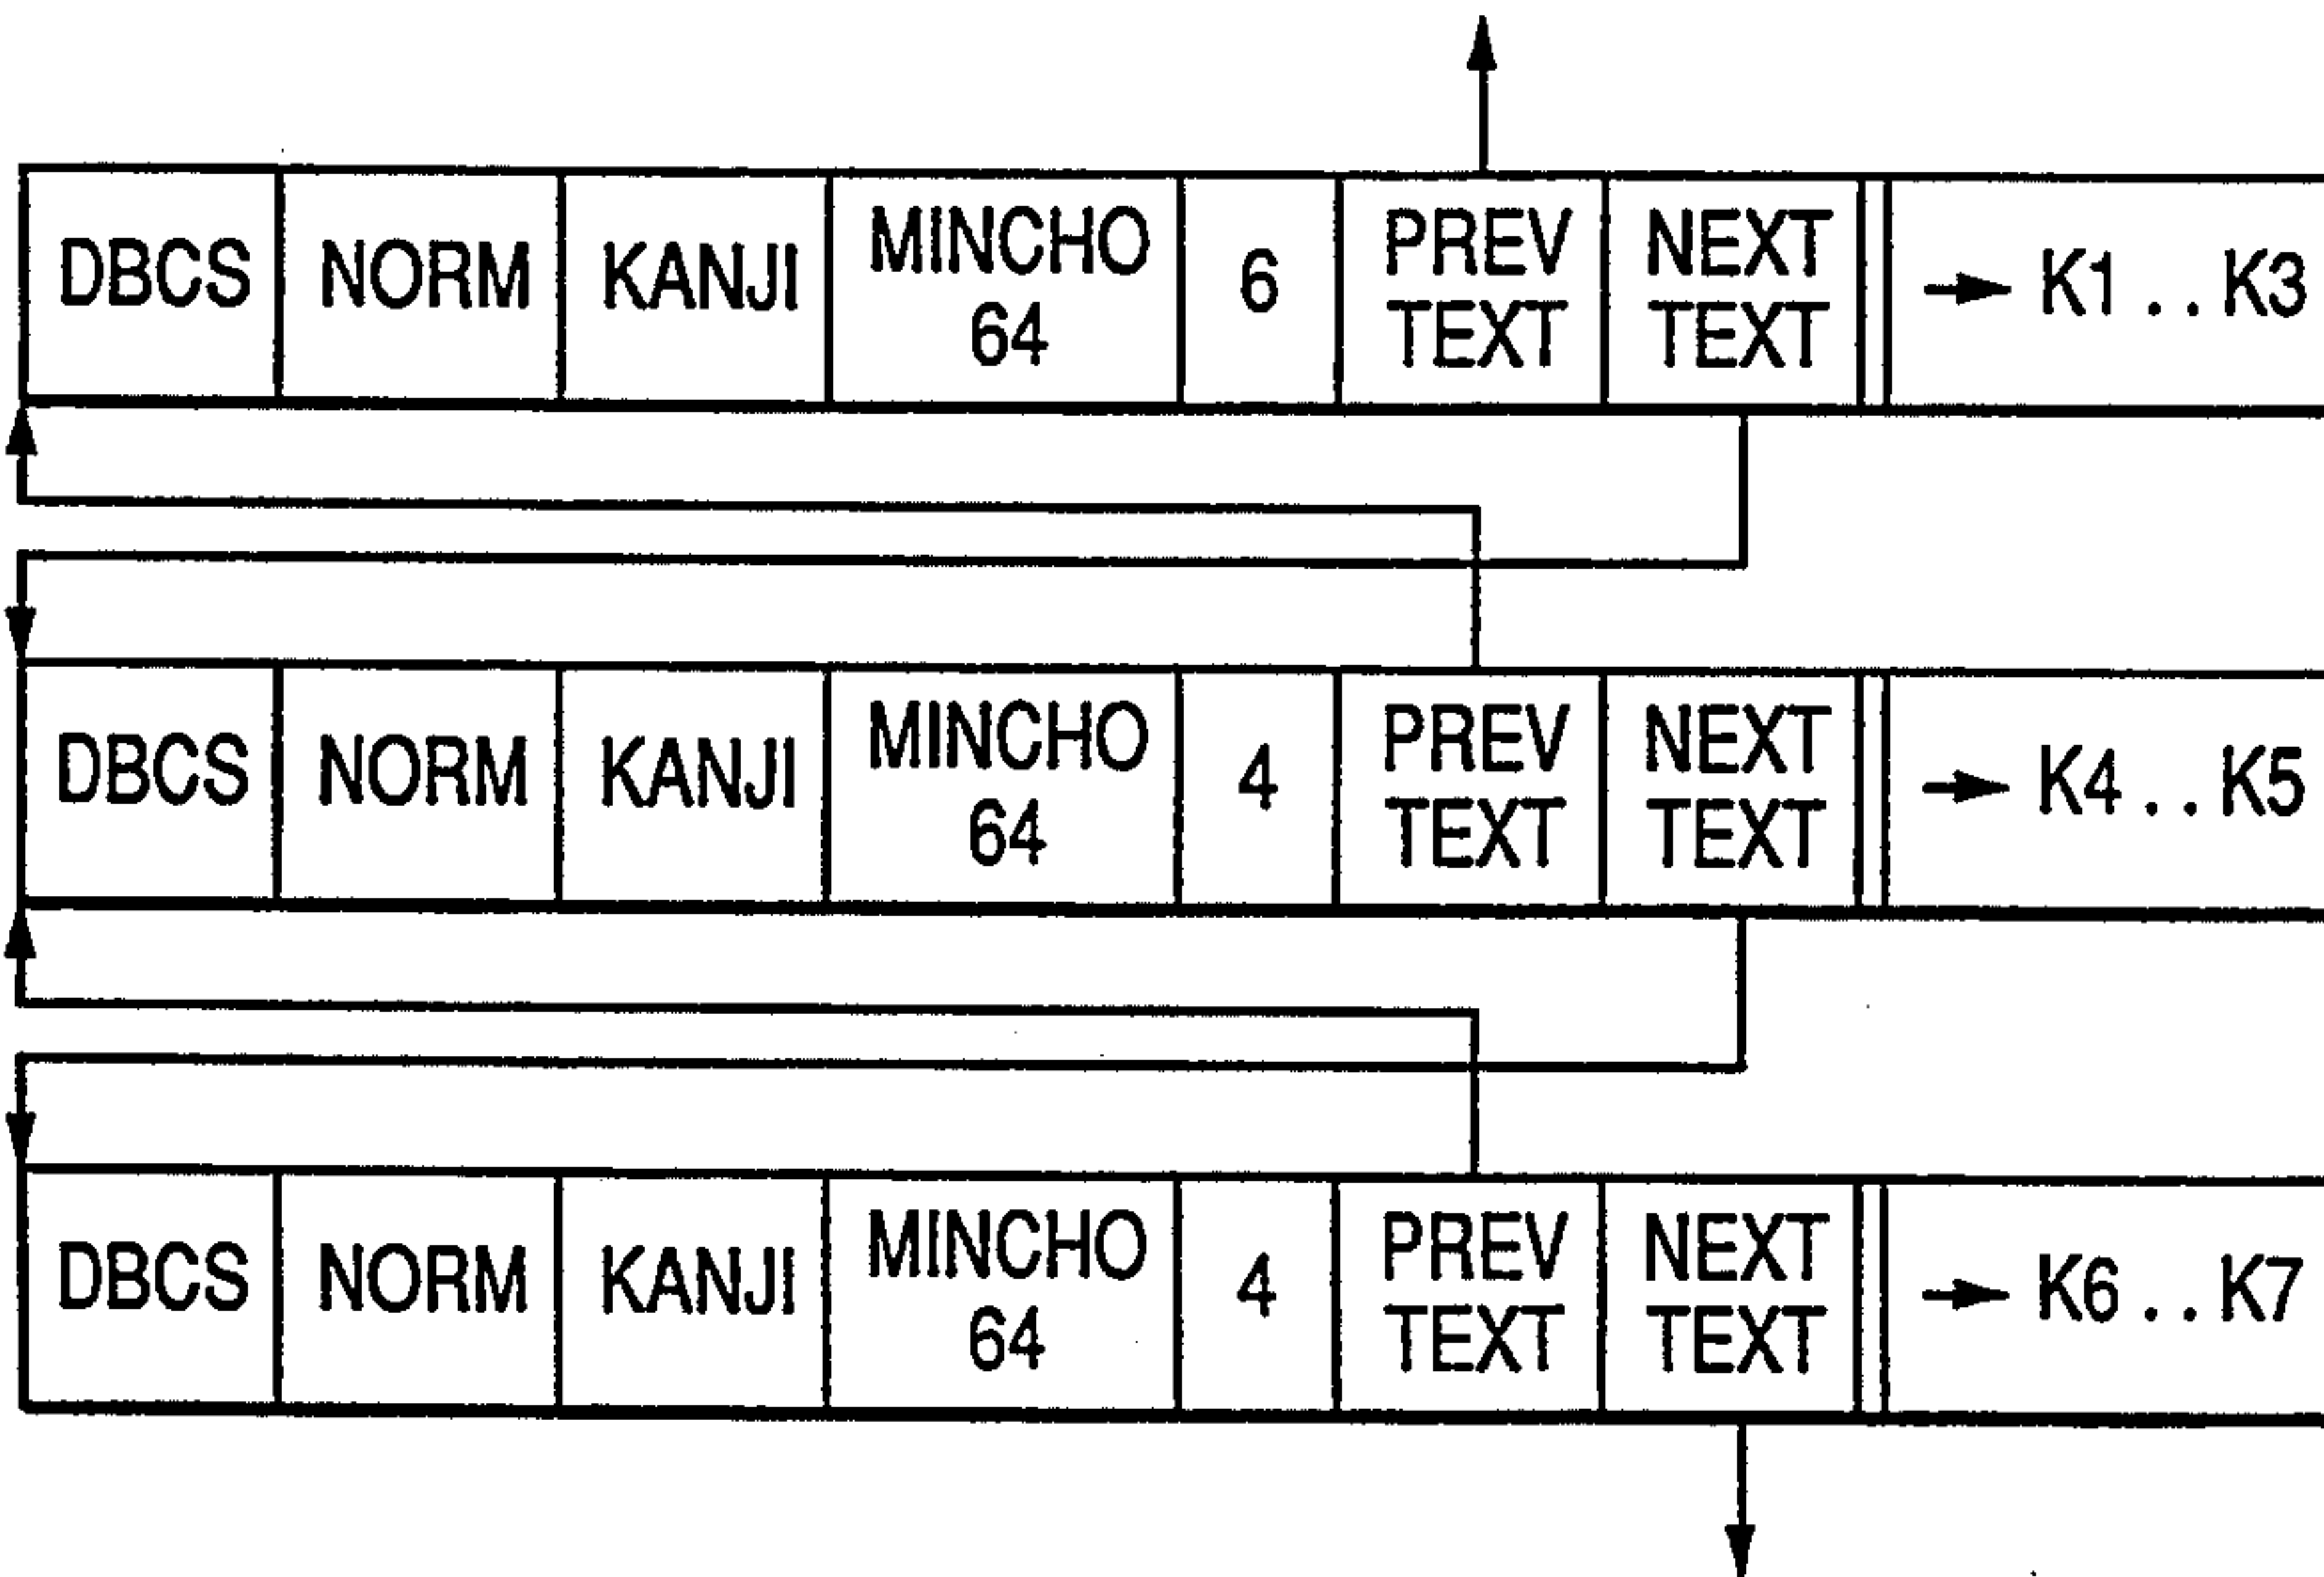 DBCS NORM KANJI MINCHO 64 6 PREV TEXT NEXT TEXT → K1 . . K3
DBCS NORM KANJI MINCHO 64 4 PREV TEXT NEXT TEXT → K4 . . K5
DBCS NORM KANJI MINCHO 64 4 PREV TEXT NEXT TEXT → K6 . . K7